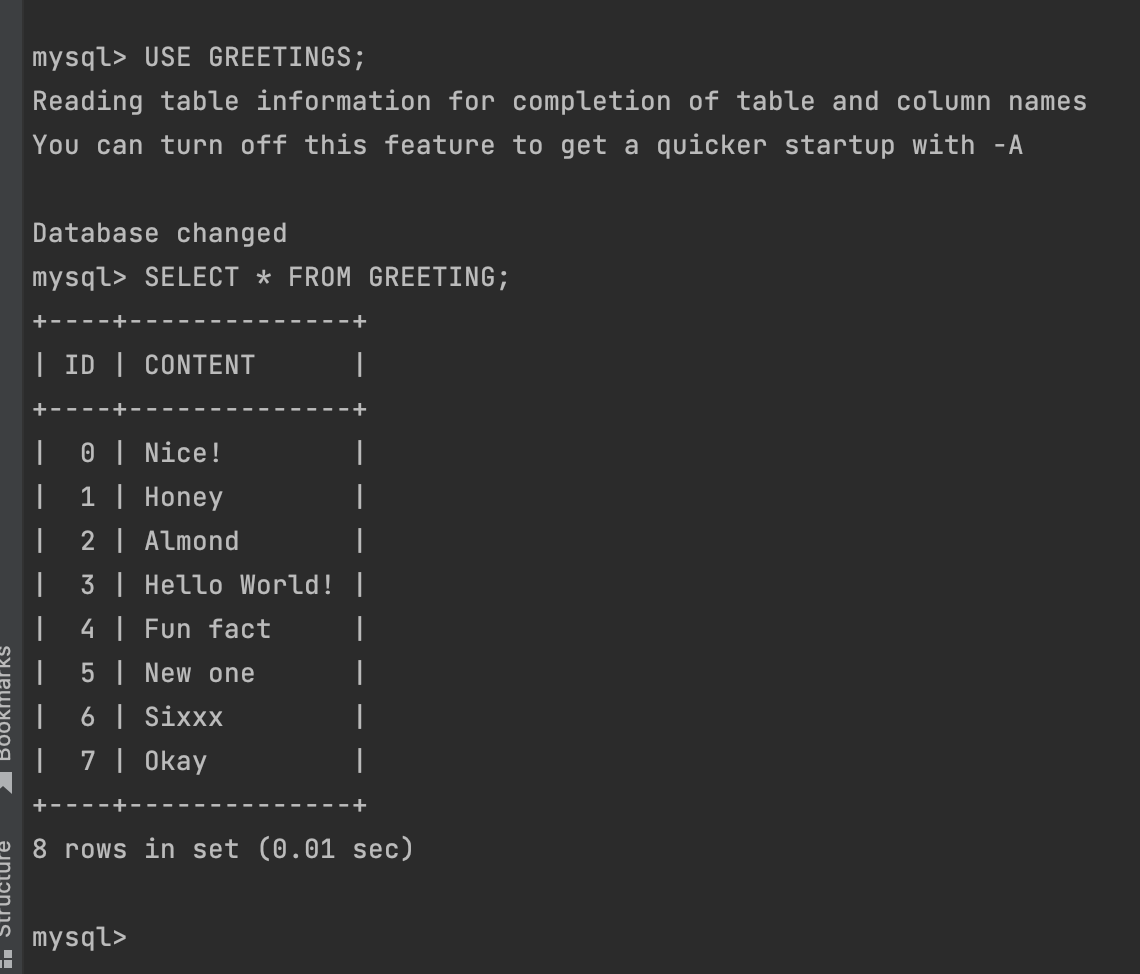 mysql> USE GREETINGS;
Reading table information for completion of table and column names
You can turn off this feature to get a quicker startup with -A
Database changed
mysql> SELECT * FROM GREETING;
+----+--------------+
| ID | CONTENT      |
+----+--------------+
|  0 | Nice!        |
|  1 | Honey        |
|  2 | Almond       |
|  3 | Hello World! |
|  4 | Fun fact     |
|  5 | New one      |
|  6 | Sixxx        |
|  7 | Okay         |
+----+--------------+
8 rows in set (0.01 sec)
mysql>
Bookmarks
Structure